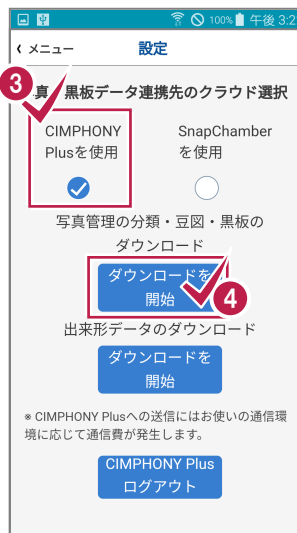 100% 午後 3:2
メニュー 設定
3
真 黒板データ連携先のクラウド選択
CIMPHONY
Plusを使用
SnapChamber
を使用
写真管理の分類・豆図・黒板の
ダウンロード
ダウンロードを
開始
4
出来形データのダウンロード
ダウンロードを
開始
※ CIMPHONY Plusへの送信にはお使いの通信環
境に応じて通信費が発生します。
CIMPHONY Plus
ログアウト